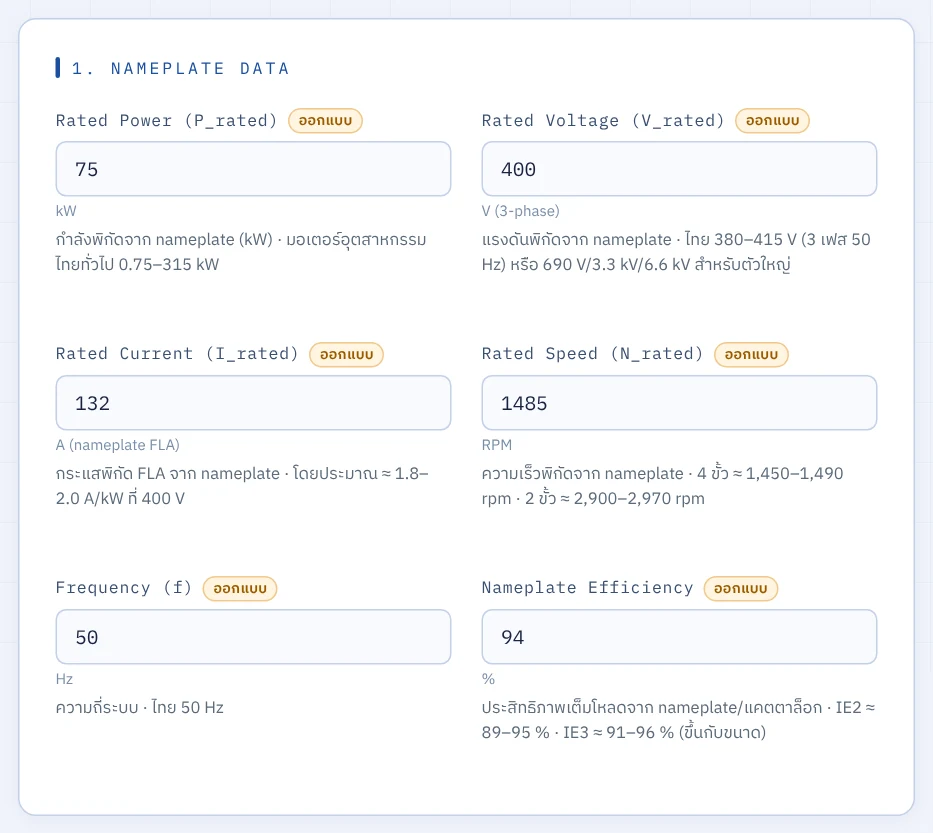 1. NAMEPLATE DATA
Rated Power (P_rated) ออกแบบ
75
kW
กำลังพิกัดจาก nameplate (kW) · มอเตอร์อุตสาหกรรม
ไทยทั่วไป 0.75–315 kW
Rated Voltage (V_rated) ออกแบบ
400
V (3-phase)
แรงดันพิกัดจาก nameplate · ไทย 380–415 V (3 เฟส 50
Hz) หรือ 690 V/3.3 kV/6.6 kV สำหรับตัวใหญ่
Rated Current (I_rated) ออกแบบ
132
A (nameplate FLA)
กระแสพิกัด FLA จาก nameplate · โดยประมาณ ≈ 1.8–
2.0 A/kW ที่ 400 V
Rated Speed (N_rated) ออกแบบ
1485
RPM
ความเร็วพิกัดจาก nameplate · 4 ขั้ว ≈ 1,450–1,490
rpm · 2 ขั้ว ≈ 2,900–2,970 rpm
Frequency (f) ออกแบบ
50
Hz
ความถี่ระบบ · ไทย 50 Hz
Nameplate Efficiency ออกแบบ
94
%
ประสิทธิภาพเต็มโหลดจาก nameplate/แคตตาล็อก · IE2 ≈
89–95 % · IE3 ≈ 91–96 % (ขึ้นกับขนาด)